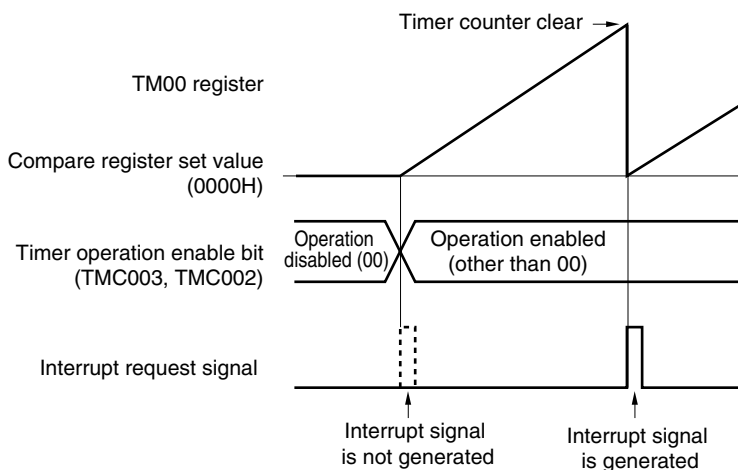 Timer counter clear
TM00 register
Compare register set value
(0000H)
Timer operation enable bit
(TMC003, TMC002)
Operation
disabled (00)
Operation enabled
(other than 00)
Interrupt request signal
Interrupt signal
is not generated
Interrupt signal
is generated